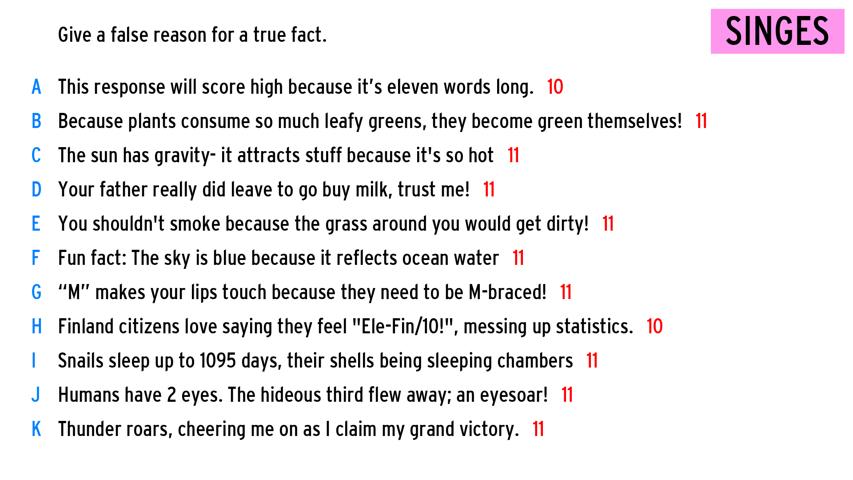 Give a false reason for a true fact.
SINGES
A This response will score high because it's eleven words long. 10
B Because plants consume so much leafy greens, they become green themselves! 11
C The sun has gravity- it attracts stuff because it's so hot 11
D Your father really did leave to go buy milk, trust me! 11
E You shouldn't smoke because the grass around you would get dirty! 11
F Fun fact: The sky is blue because it reflects ocean water 11
G “M” makes your lips touch because they need to be M-braced! 11
H Finland citizens love saying they feel "Ele-Fin/10!", messing up statistics. 10
I Snails sleep up to 1095 days, their shells being sleeping chambers 11
J Humans have 2 eyes. The hideous third flew away; an eyesoar! 11
K Thunder roars, cheering me on as I claim my grand victory. 11